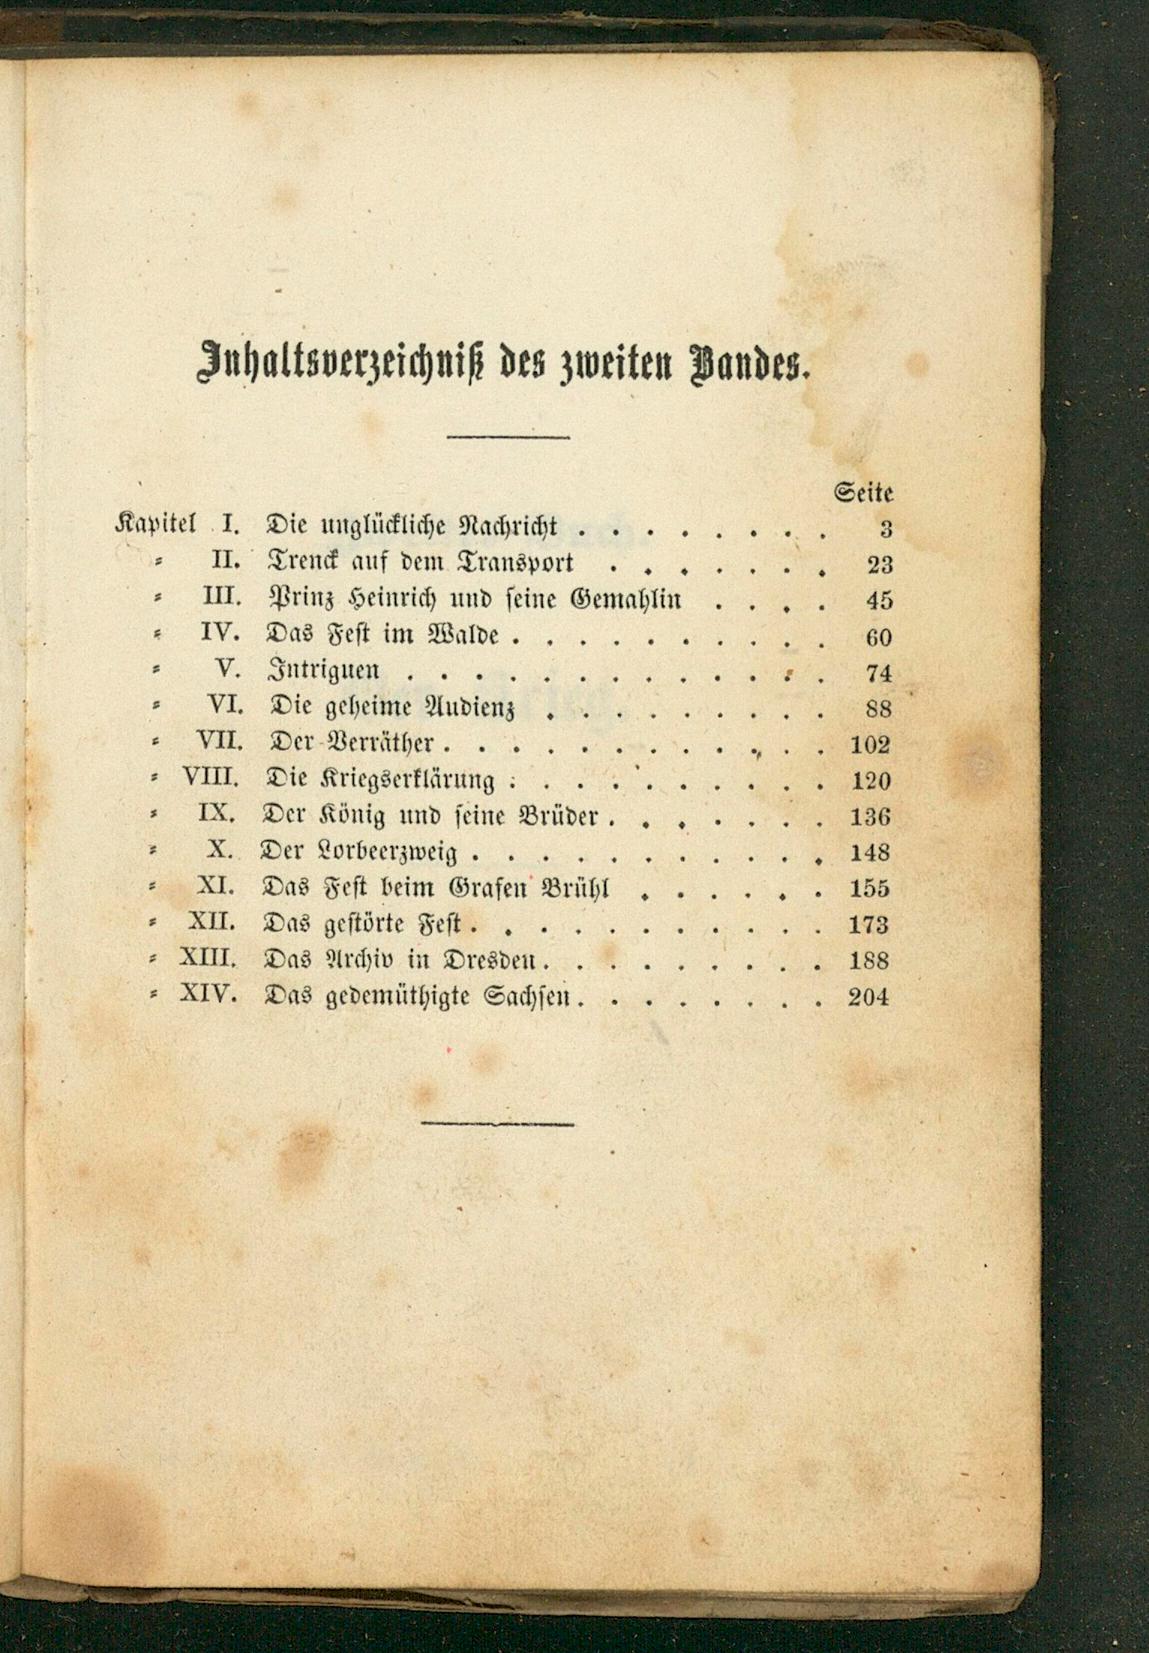 Inhaltsverzeichniß des zweiten Bandes.
Seite
Kapitel I. Die unglückliche Nachricht . . . . . . . . 3
" II. Trenck auf dem Transport . . . . . . . 23
" III. Prinz Heinrich und seine Gemahlin . . . . 45
" IV. Das Fest im Walde . . . . . . . . . . 60
" V. Intriguen . . . . . . . . . . . . . 74
" VI. Die geheime Audienz . . . . . . . . . 88
" VII. Der Verräther . . . . . . . . . . . . 102
" VIII. Die Kriegserklärung . . . . . . . . . . 120
" IX. Der König und seine Brüder . . . . . . . 136
" X. Der Lorbeerzweig . . . . . . . . . . . 148
" XI. Das Fest beim Grafen Brühl . . . . . . 155
" XII. Das gestörte Fest . . . . . . . . . . . 173
" XIII. Das Archiv in Dresden . . . . . . . . . 188
" XIV. Das gedemüthigte Sachsen . . . . . . . . 204